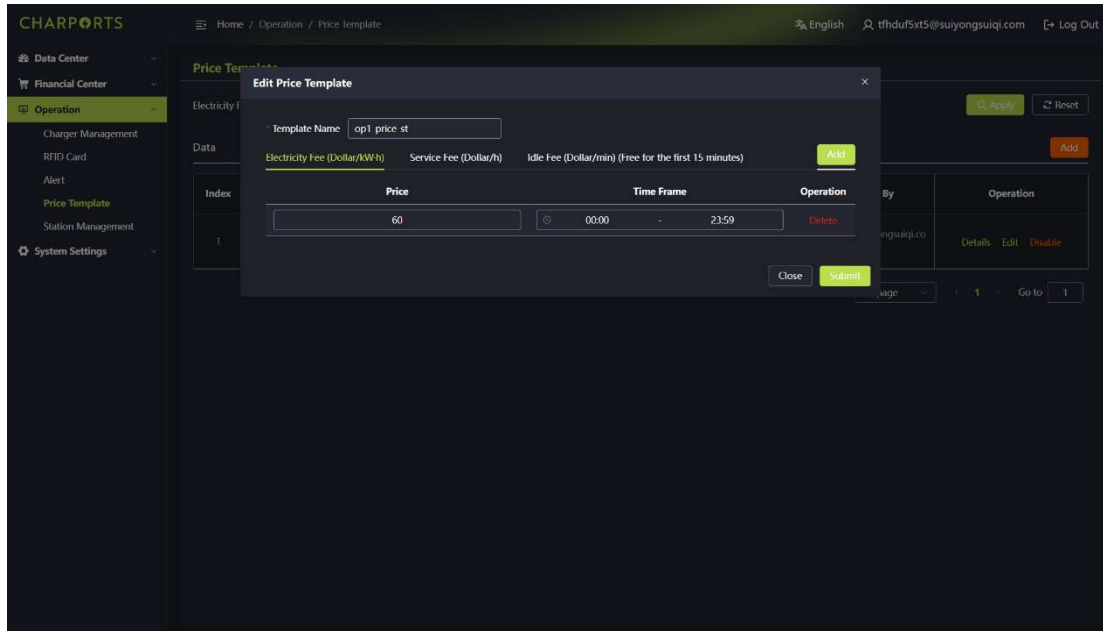 CHARPORTS
Home / Operation / Price Template
English
tfhduf5xt5@suiyongsuiqi.com
Log Out
Data Center
Financial Center
Operation
Charger Management
RFID Card
Alert
Price Template
Station Management
System Settings
Price
Electricity
Apply
Reset
Data
Add
Index
By
Operation
1
ngsuiqi.co
Details Edit Disable
1
Go to 1
Edit Price Template
* Template Name op1 price st
Electricity Fee (Dollar/kW·h) Service Fee (Dollar/h) Idle Fee (Dollar/min) (Free for the first 15 minutes) Add
Price Time Frame Operation
60 00:00 - 23:59 Delete
Close Submit